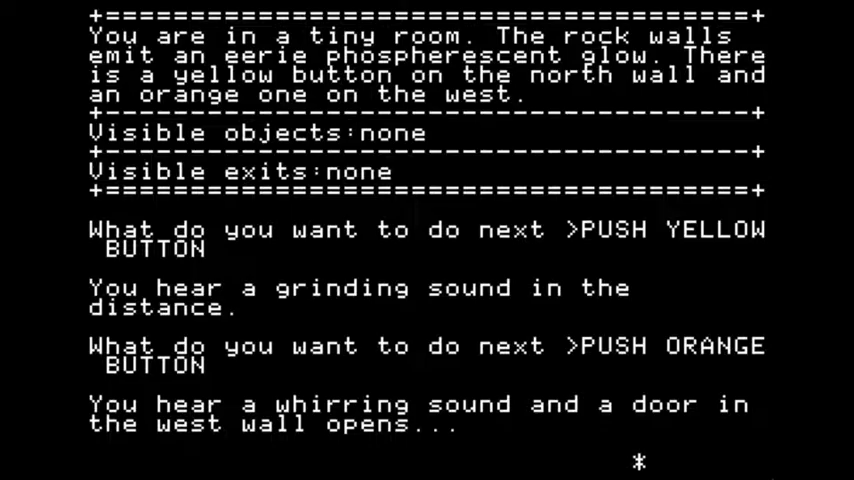 +======================================+
You are in a tiny room. The rock walls
emit an eerie phospherescent glow. There
is a yellow button on the north wall and
an orange one on the west.
+--------------------------------------+
Visible objects:none
+--------------------------------------+
Visible exits:none
+======================================+
What do you want to do next >PUSH YELLOW
BUTTON
You hear a grinding sound in the
distance.
What do you want to do next >PUSH ORANGE
BUTTON
You hear a whirring sound and a door in
the west wall opens...
*